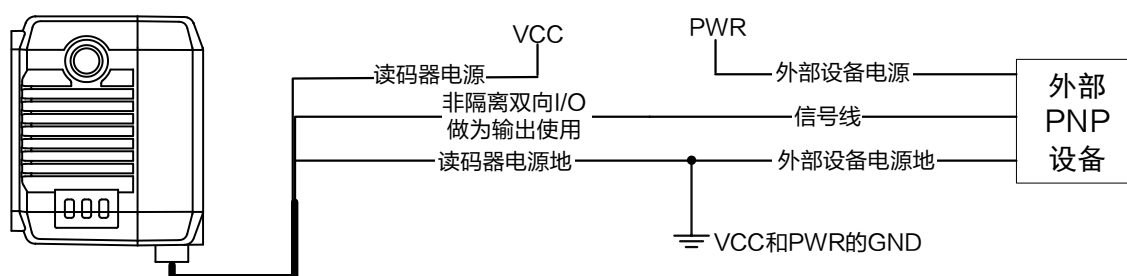 VCC
PWR
读码器电源
外部设备电源
非隔离双向I/O
做为输出使用
信号线
读码器电源地
外部设备电源地
外部
PNP
设备
VCC和PWR的GND